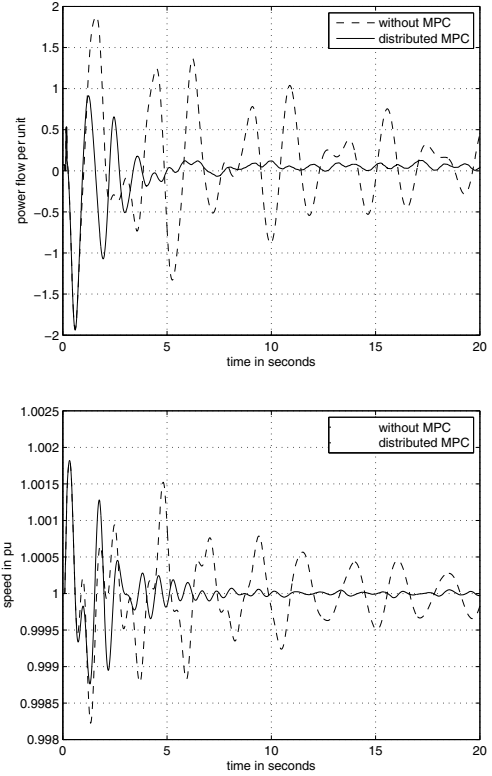 2
without MPC
distributed MPC
1.5
1
0.5
0
−0.5
−1
−1.5
−2
power flow per unit
0 5 10 15 20
time in seconds
1.0025
without MPC
distributed MPC
1.002
1.0015
1.001
1.0005
1
0.9995
0.999
0.9985
0.998
speed in pu
0 5 10 15 20
time in seconds